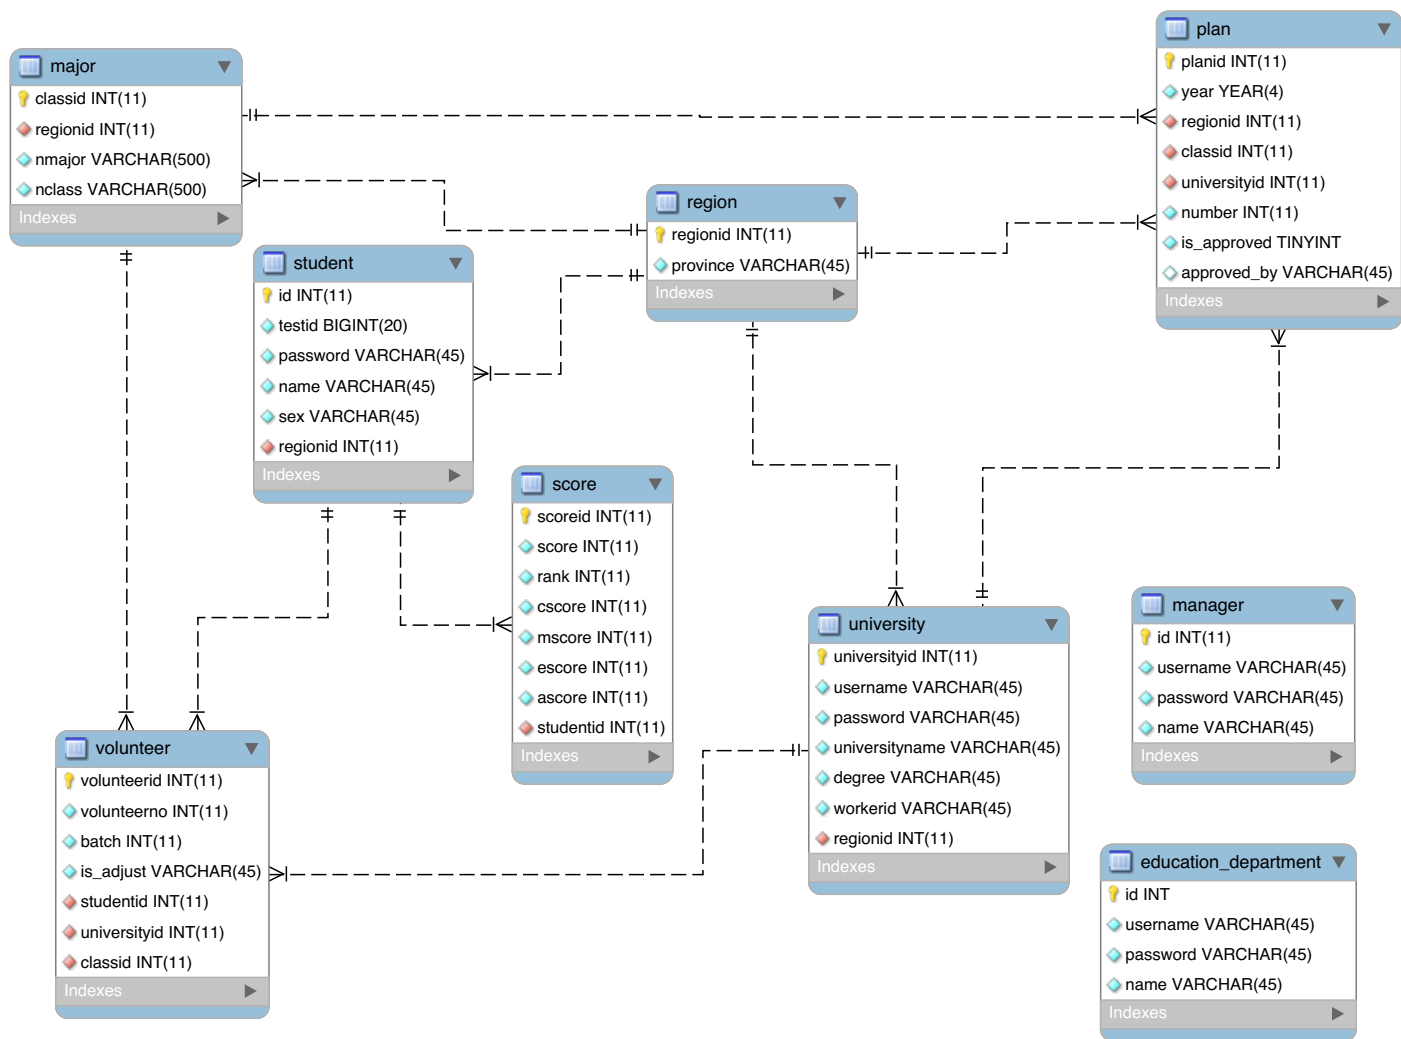 major
classid INT(11)
regionid INT(11)
nmajor VARCHAR(500)
nclass VARCHAR(500)
Indexes
plan
planid INT(11)
year YEAR(4)
regionid INT(11)
classid INT(11)
universityid INT(11)
number INT(11)
is_approved TINYINT
approved_by VARCHAR(45)
Indexes
region
regionid INT(11)
province VARCHAR(45)
Indexes
student
id INT(11)
testid BIGINT(20)
password VARCHAR(45)
name VARCHAR(45)
sex VARCHAR(45)
regionid INT(11)
Indexes
score
scoreid INT(11)
score INT(11)
rank INT(11)
cscore INT(11)
mscore INT(11)
escore INT(11)
ascore INT(11)
studentid INT(11)
Indexes
university
universityid INT(11)
username VARCHAR(45)
password VARCHAR(45)
universityname VARCHAR(45)
degree VARCHAR(45)
workerid VARCHAR(45)
regionid INT(11)
Indexes
manager
id INT(11)
username VARCHAR(45)
password VARCHAR(45)
name VARCHAR(45)
Indexes
volunteer
volunteerid INT(11)
volunteerno INT(11)
batch INT(11)
is_adjust VARCHAR(45)
studentid INT(11)
universityid INT(11)
classid INT(11)
Indexes
education_department
id INT
username VARCHAR(45)
password VARCHAR(45)
name VARCHAR(45)
Indexes